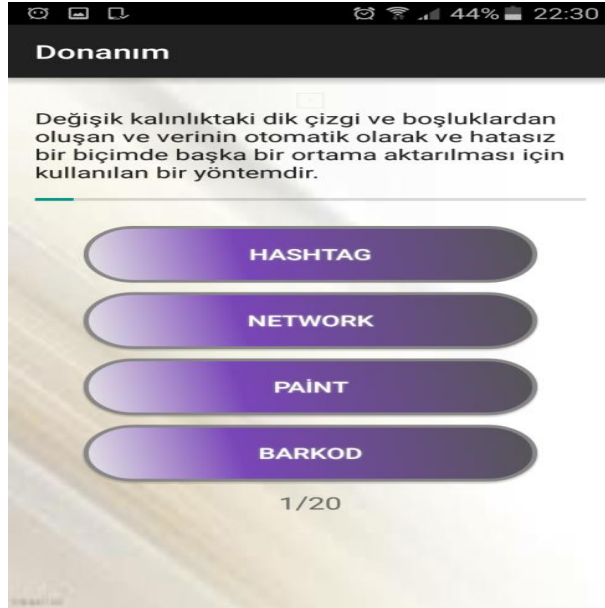 44% 22:30
Donanım
Değişik kalınlıktaki dik çizgi ve boşluklardan
oluşan ve verinin otomatik olarak ve hatasız
bir biçimde başka bir ortama aktarılması için
kullanılan bir yöntemdir.
HASHTAG
NETWORK
PAİNT
BARKOD
1/20